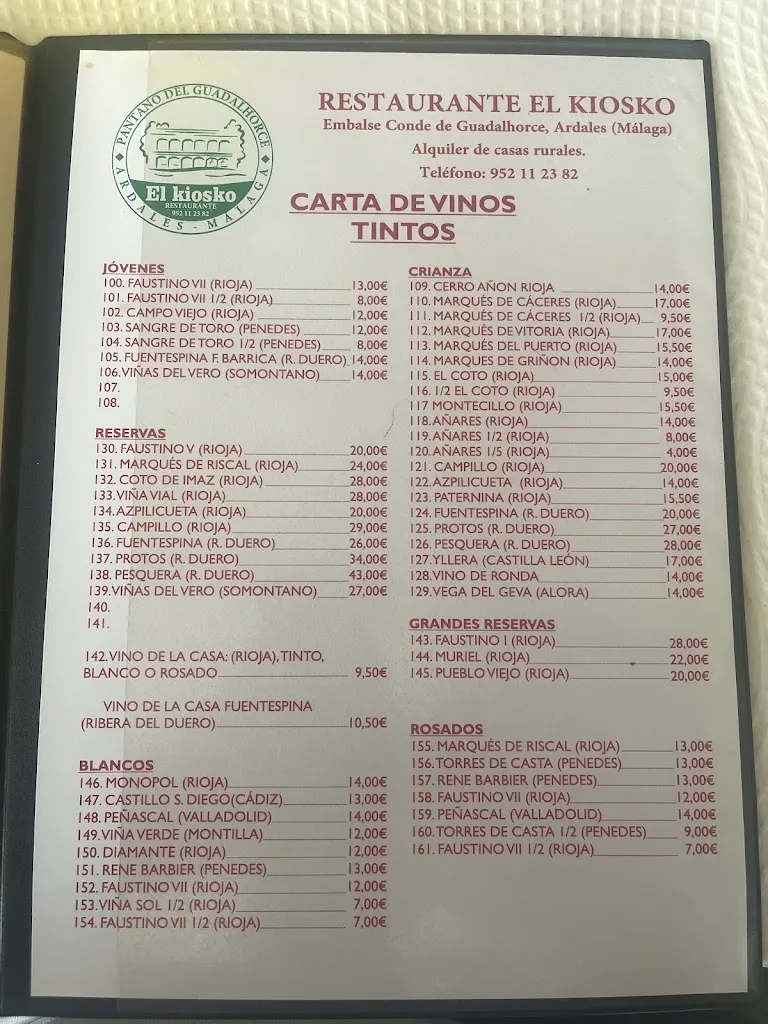 PANTANO DEL GUADALHORCE
ARDALES - MALAGA
El kiosko
RESTAURANTE
952 11 23 82
RESTAURANTE EL KIOSKO
Embalse Conde de Guadalhorce, Ardales (Málaga)
Alquiler de casas rurales.
Teléfono: 952 11 23 82
CARTA DE VINOS
TINTOS
JÓVENES
100. FAUSTINO VII (RIOJA) 13,00€
101. FAUSTINO VII 1/2 (RIOJA) 8,00€
102. CAMPO VIEJO (RIOJA) 12,00€
103. SANGRE DE TORO (PENEDES) 12,00€
104. SANGRE DE TORO 1/2 (PENEDES) 8,00€
105. FUENTESPINA F. BARRICA (R. DUERO) 14,00€
106. VIÑAS DEL VERO (SOMONTANO) 14,00€
107.
108.
RESERVAS
130. FAUSTINO V (RIOJA) 20,00€
131. MARQUÉS DE RISCAL (RIOJA) 24,00€
132. COTO DE IMAZ (RIOJA) 28,00€
133. VIÑA VIAL (RIOJA) 28,00€
134. AZPILICUETA (RIOJA) 20,00€
135. CAMPILLO (RIOJA) 29,00€
136. FUENTESPINA (R. DUERO) 26,00€
137. PROTOS (R. DUERO) 34,00€
138. PESQUERA (R. DUERO) 43,00€
139. VIÑAS DEL VERO (SOMONTANO) 27,00€
140.
141.
142. VINO DE LA CASA: (RIOJA), TINTO,
BLANCO O ROSADO 9,50€
VINO DE LA CASA FUENTESPINA
(RIBERA DEL DUERO) 10,50€
BLANCOS
146. MONOPOL (RIOJA) 14,00€
147. CASTILLO S. DIEGO (CÁDIZ) 13,00€
148. PEÑASCAL (VALLADOLID) 14,00€
149. VIÑA VERDE (MONTILLA) 12,00€
150. DIAMANTE (RIOJA) 12,00€
151. RENE BARBIER (PENEDES) 13,00€
152. FAUSTINO VII (RIOJA) 12,00€
153. VIÑA SOL 1/2 (RIOJA) 7,00€
154. FAUSTINO VII 1/2 (RIOJA) 7,00€
CRIANZA
109. CERRO AÑON RIOJA 14,00€
110. MARQUÉS DE CÁCERES (RIOJA) 17,00€
111. MARQUÉS DE CÁCERES 1/2 (RIOJA) 9,50€
112. MARQUÉS DE VITORIA (RIOJA) 17,00€
113. MARQUÉS DEL PUERTO (RIOJA) 15,50€
114. MARQUES DE GRIÑON (RIOJA) 14,00€
115. EL COTO (RIOJA) 15,00€
116. 1/2 EL COTO (RIOJA) 9,50€
117 MONTECILLO (RIOJA) 15,50€
118. AÑARES (RIOJA) 14,00€
119. AÑARES 1/2 (RIOJA) 8,00€
120. AÑARES 1/5 (RIOJA) 4,00€
121. CAMPILLO (RIOJA) 20,00€
122. AZPILICUETA (RIOJA) 14,00€
123. PATERNINA (RIOJA) 15,50€
124. FUENTESPINA (R. DUERO) 20,00€
125. PROTOS (R. DUERO) 27,00€
126. PESQUERA (R. DUERO) 28,00€
127. YLLERA (CASTILLA LEÓN) 17,00€
128. VINO DE RONDA 14,00€
129. VEGA DEL GEVA (ALORA) 14,00€
GRANDES RESERVAS
143. FAUSTINO I (RIOJA) 28,00€
144. MURIEL (RIOJA) 22,00€
145. PUEBLO VIEJO (RIOJA) 20,00€
ROSADOS
155. MARQUÉS DE RISCAL (RIOJA) 13,00€
156. TORRES DE CASTA (PENEDES) 13,00€
157. RENE BARBIER (PENEDES) 13,00€
158. FAUSTINO VII (RIOJA) 12,00€
159. PEÑASCAL (VALLADOLID) 14,00€
160. TORRES DE CASTA 1/2 (PENEDES) 9,00€
161. FAUSTINO VII 1/2 (RIOJA) 7,00€